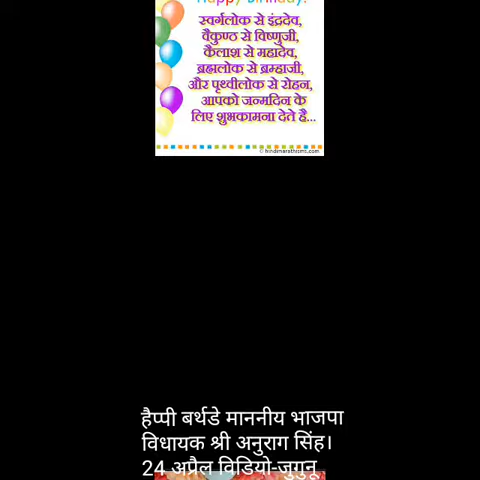 Happy Birthday!
स्वर्गलोक से इंद्रदेव,
वैकुण्ठ से विष्णुजी,
कैलाश से महादेव,
ब्रह्मलोक से ब्रम्हाजी,
और पृथ्वीलोक से रोहन,
आपको जन्मदिन के
लिए शुभकामना देते है...
© hindimarathisms.com
हैप्पी बर्थडे माननीय भाजपा
विधायक श्री अनुराग सिंह।
24 अप्रैल विडियो-जुगुनू